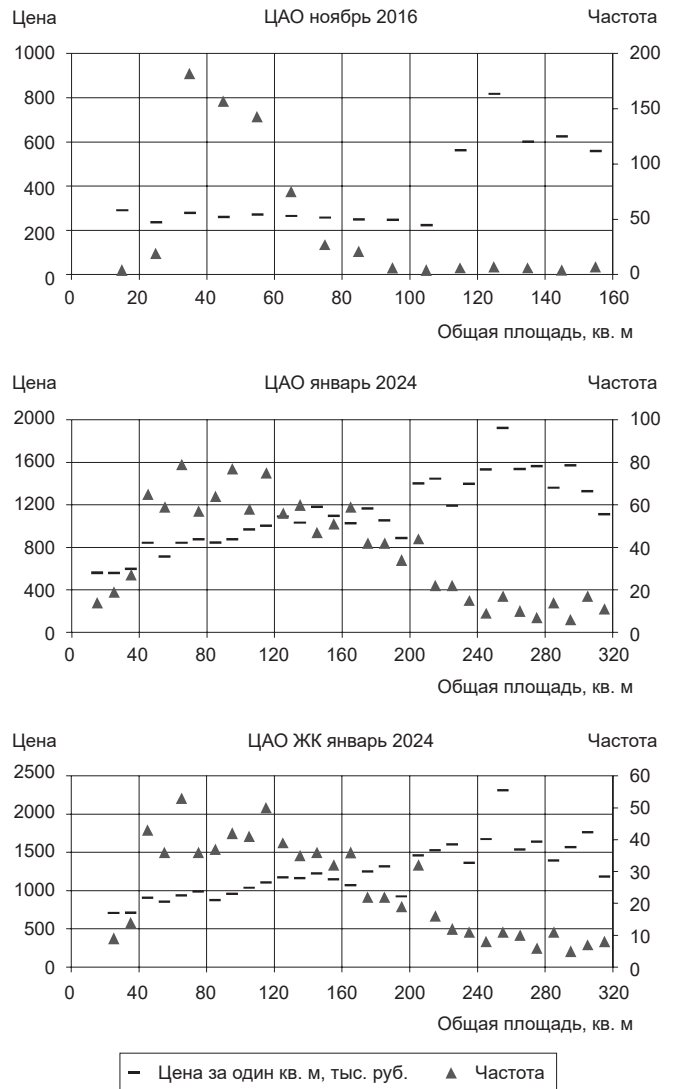 Цена ЦАО ноябрь 2016 Частота
1000 200
800 150
600
400 100
200 50
0 0
0 20 40 60 80 100 120 140 160
Общая площадь, кв. м
Цена ЦАО январь 2024 Частота
2000 100
1600 80
1200 60
800 40
400 20
0 0
0 40 80 120 160 200 240 280 320
Общая площадь, кв. м
Цена ЦАО ЖК январь 2024 Частота
2500 60
2000 50
1500 40
30
1000 20
500 10
0 0
0 40 80 120 160 200 240 280 320
Общая площадь, кв. м
Цена за один кв. м, тыс. руб. Частота